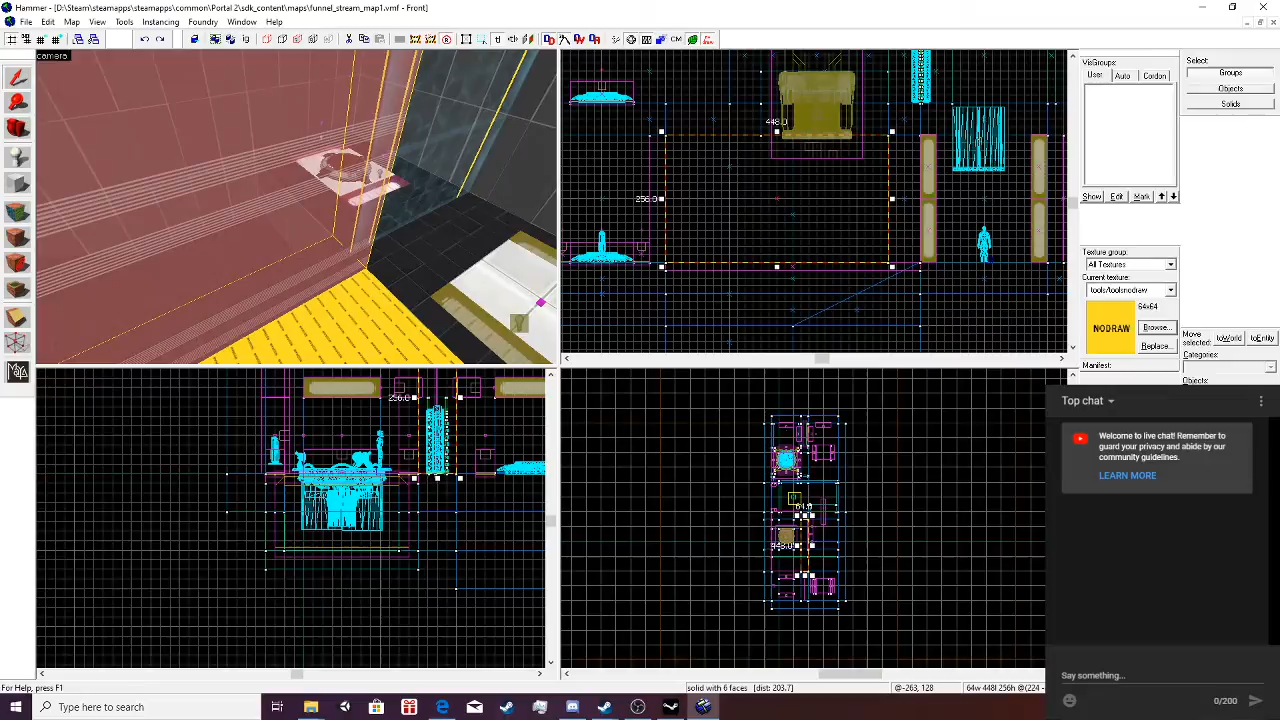 Hammer - [D:\Steam\steamapps\steamapps\common\Portal 2\sdk_content\maps\funnel_stream_map1.vmf - Front]
File Edit Map View Tools Instancing Foundry Window Help
camera
448.0
256.0
256.0
64.0
448.0
VisGroups:
User Auto Cordon
Show Edit Mark
Select:
Groups
Objects
Solids
Texture group:
All Textures
Current texture:
tools/toolsnodraw
64x64
NODRAW
Browse...
Replace...
Manifest:
Move selected:
toWorld toEntity
Categories:
Objects:
Top chat
Welcome to live chat! Remember to
guard your privacy and abide by our
community guidelines.
LEARN MORE
Say something...
0/200
For Help, press F1
solid with 6 faces [dist: 203.7]
@-263, 128
64w 448l 256h @(224 -
Type here to search